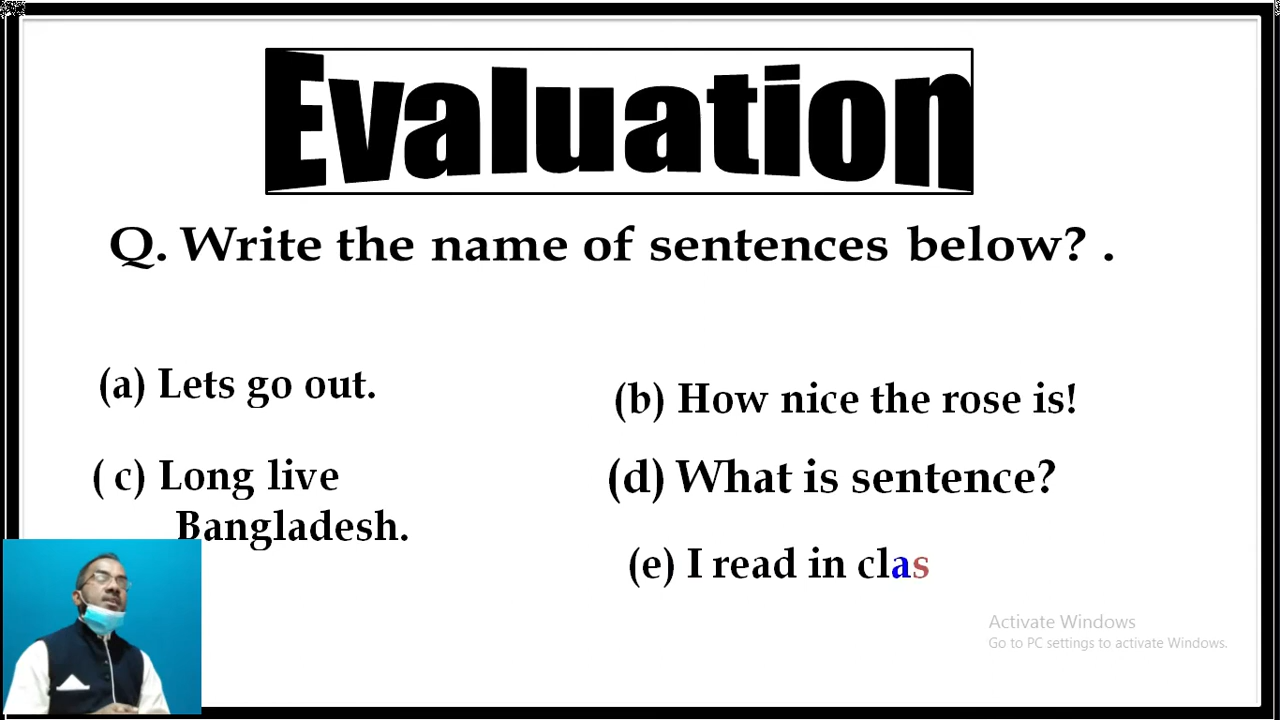 Evaluation
Q. Write the name of sentences below? .
(a) Lets go out.
(b) How nice the rose is!
( c) Long live
Bangladesh.
(d) What is sentence?
(e) I read in clas
Activate Windows
Go to PC settings to activate Windows.